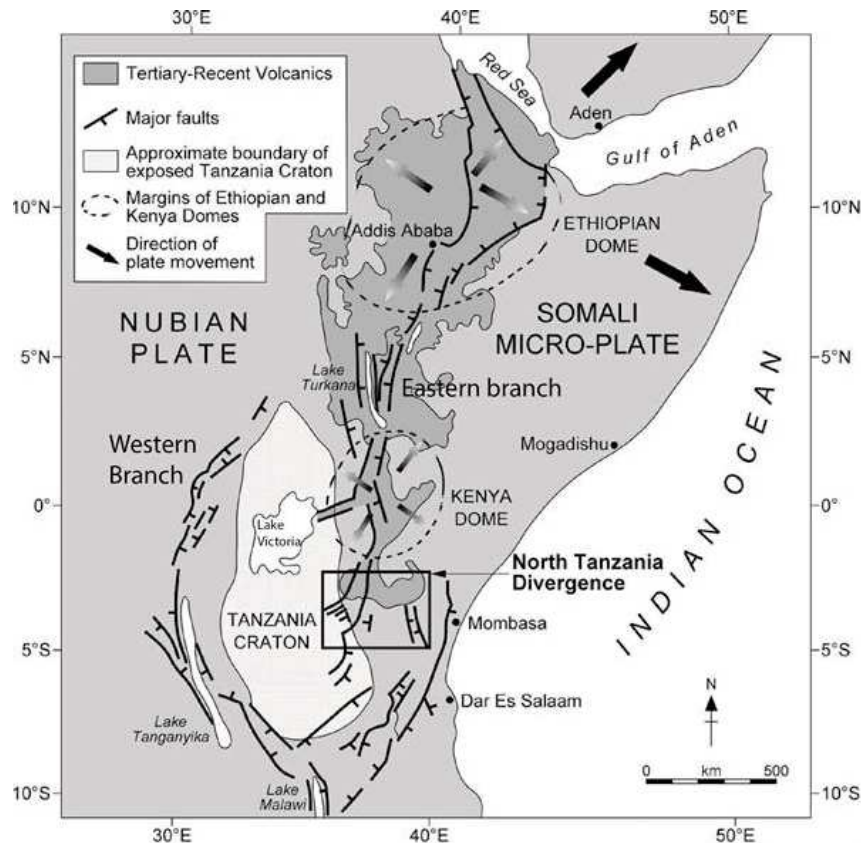 30°E
40°E
50°E
Tertiary-Recent Volcanics
Major faults
Approximate boundary of
exposed Tanzania Craton
Margins of Ethiopian and
Kenya Domes
Direction of
plate movement
Red Sea
Aden
Gulf of Aden
10°N
10°N
Addis Ababa
ETHIOPIAN
DOME
NUBIAN
PLATE
SOMALI
MICRO-PLATE
5°N
5°N
Lake
Turkana
Eastern branch
Western
Branch
Mogadishu
INDIAN OCEAN
0°
0°
Lake
Victoria
KENYA
DOME
North Tanzania
Divergence
TANZANIA
CRATON
Mombasa
5°S
5°S
Dar Es Salaam
Lake
Tanganyika
N
0 km 500
Lake
Malawi
10°S
10°S
30°E
40°E
50°E